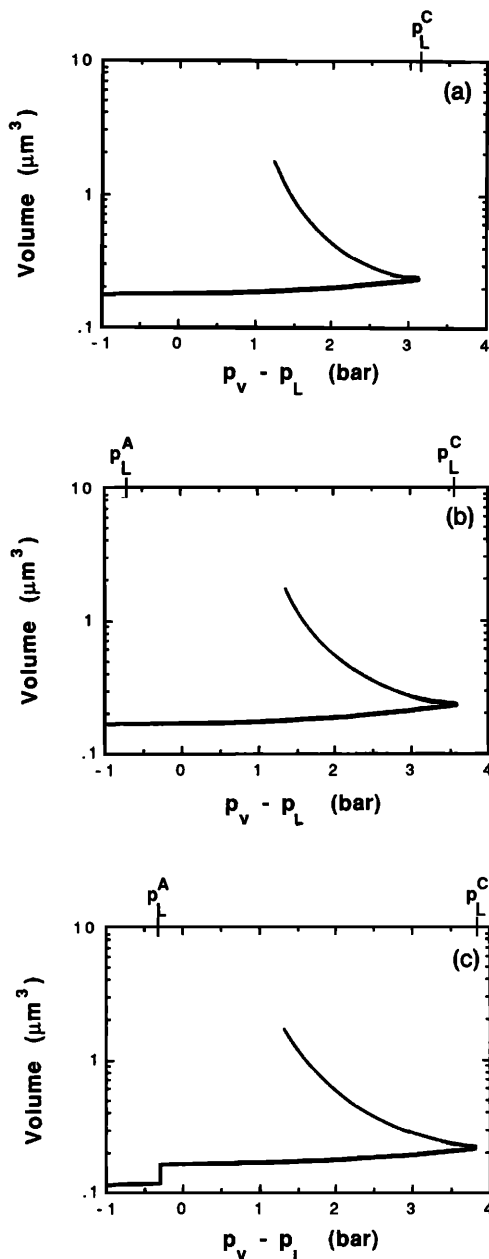 p_L^C
10
(a)
Volume (μm³)
1
.1
-1 0 1 2 3 4
p_v - p_L (bar)
p_L^A p_L^C
10
(b)
Volume (μm³)
1
.1
-1 0 1 2 3 4
p_v - p_L (bar)
p_L^A p_L^C
10
(c)
Volume (μm³)
1
.1
-1 0 1 2 3 4
p_v - p_L (bar)